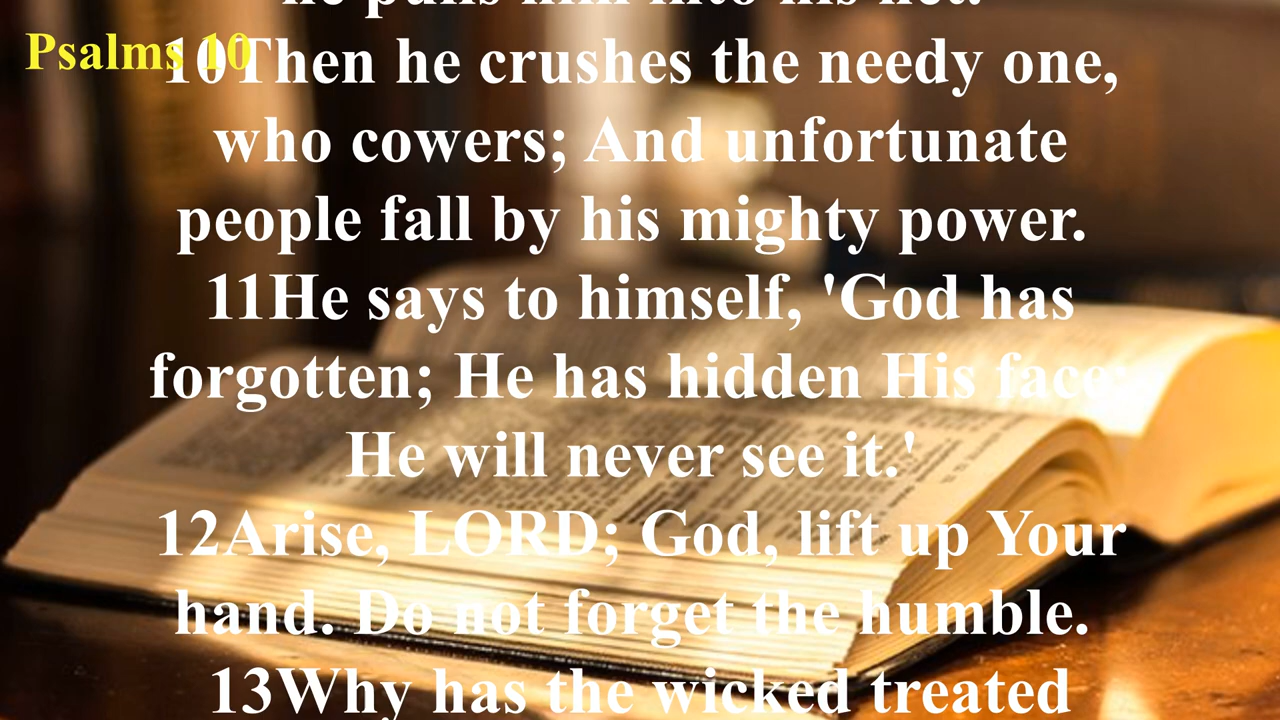 he pulls him into his net.
Psalms 10
10Then he crushes the needy one,
who cowers; And unfortunate
people fall by his mighty power.
11He says to himself, 'God has
forgotten; He has hidden His face;
He will never see it.'
12Arise, LORD; God, lift up Your
hand. Do not forget the humble.
13Why has the wicked treated